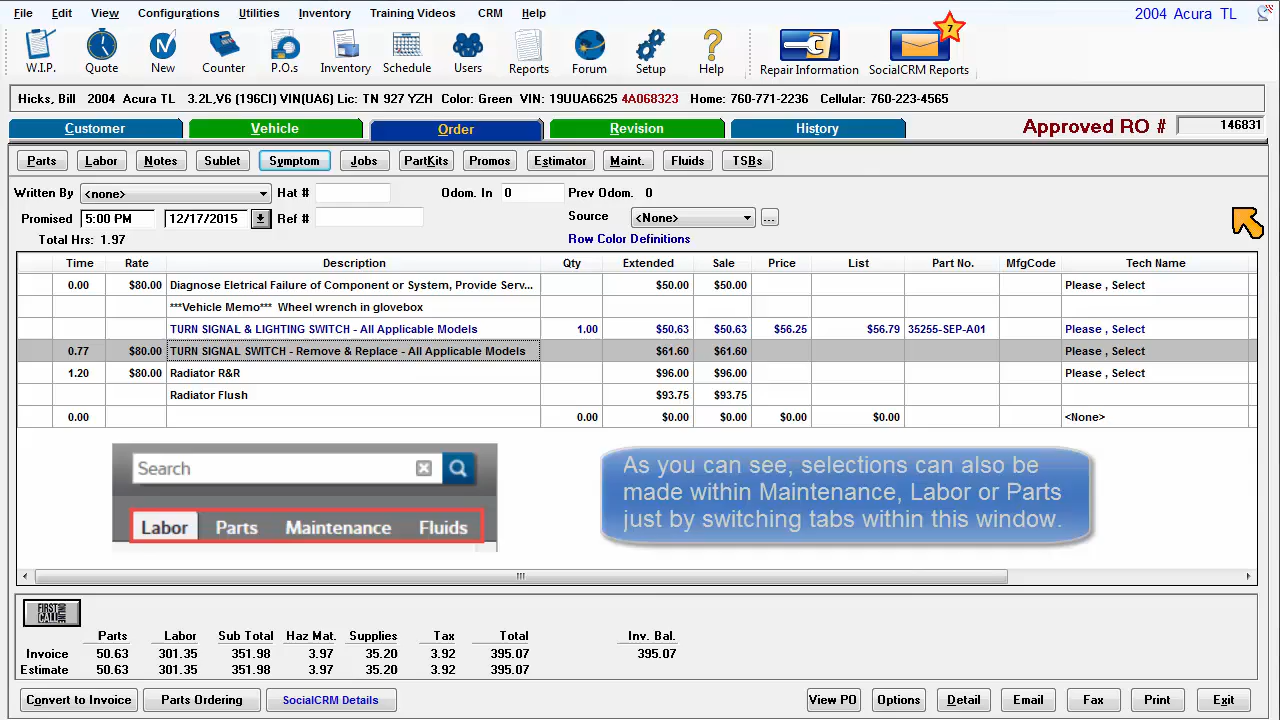 File Edit View Configurations Utilities Inventory Training Videos CRM Help 2004 Acura TL
7
W.I.P. Quote New Counter P.O.s Inventory Schedule Users Reports Forum Setup Help Repair Information SocialCRM Reports
Hicks, Bill 2004 Acura TL 3.2L,V6 (196CI) VIN(UA6) Lic: TN 927 YZH Color: Green VIN: 19UUA6625 4A068323 Home: 760-771-2236 Cellular: 760-223-4565
Customer Vehicle Order Revision History Approved RO # 146831
Parts Labor Notes Sublet Symptom Jobs PartKits Promos Estimator Maint. Fluids TSBs
Written By <none> Hat # Odom. In 0 Prev Odom. 0
Promised 5:00 PM 12/17/2015 Ref # Source <None> ...
Total Hrs: 1.97 Row Color Definitions
Time Rate Description Qty Extended Sale Price List Part No. MfgCode Tech Name
0.00 $80.00 Diagnose Eletrical Failure of Component or System, Provide Serv... $50.00 $50.00 Please , Select
***Vehicle Memo*** Wheel wrench in glovebox
TURN SIGNAL & LIGHTING SWITCH - All Applicable Models 1.00 $50.63 $50.63 $56.25 $56.79 35255-SEP-A01 Please , Select
0.77 $80.00 TURN SIGNAL SWITCH - Remove & Replace - All Applicable Models $61.60 $61.60 Please , Select
1.20 $80.00 Radiator R&R $96.00 $96.00 Please , Select
Radiator Flush $93.75 $93.75
0.00 0.00 $0.00 $0.00 $0.00 $0.00 <None>
Search
Labor Parts Maintenance Fluids
As you can see, selections can also be
made within Maintenance, Labor or Parts
just by switching tabs within this window.
FIRST
CALL
Parts Labor Sub Total Haz Mat. Supplies Tax Total Inv. Bal.
Invoice 50.63 301.35 351.98 3.97 35.20 3.92 395.07 395.07
Estimate 50.63 301.35 351.98 3.97 35.20 3.92 395.07
Convert to Invoice Parts Ordering SocialCRM Details View PO Options Detail Email Fax Print Exit